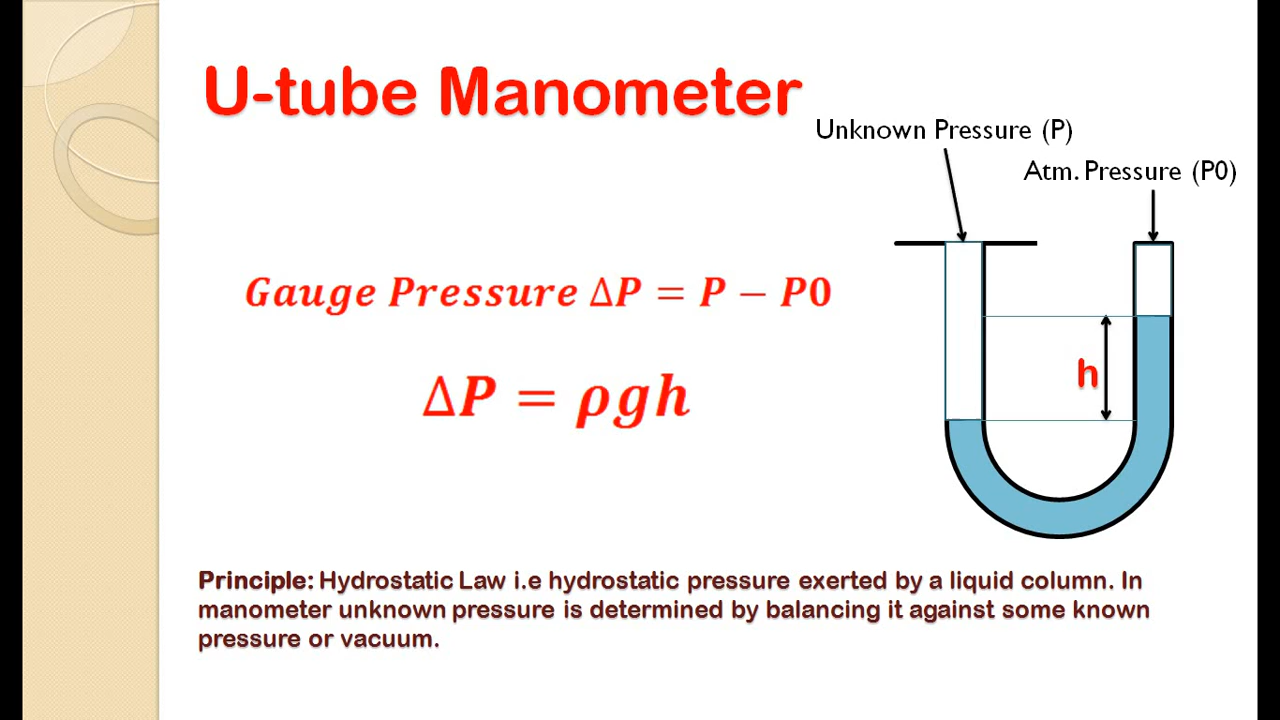 U-tube Manometer
Unknown Pressure (P)
Atm. Pressure (P0)
Gauge Pressure ΔP = P − P0
h
ΔP = ρgh
Principle: Hydrostatic Law i.e hydrostatic pressure exerted by a liquid column. In
manometer unknown pressure is determined by balancing it against some known
pressure or vacuum.